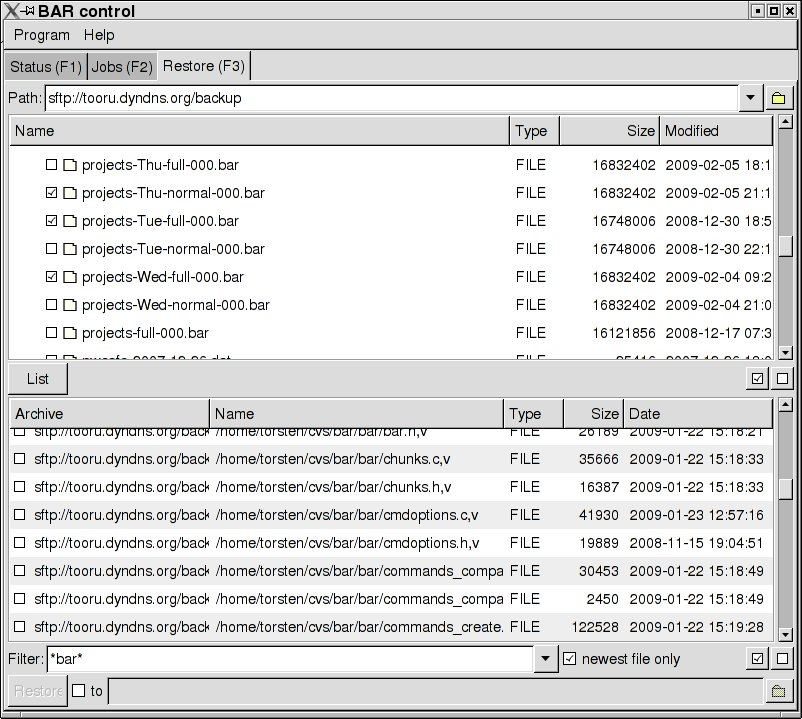 BAR control
Program Help
Status (F1) Jobs (F2) Restore (F3)
Path: sftp://tooru.dyndns.org/backup
Name Type Size Modified
projects-Thu-full-000.bar FILE 16832402 2009-02-05 18:1
projects-Thu-normal-000.bar FILE 16832402 2009-02-05 21:1
projects-Tue-full-000.bar FILE 16748006 2008-12-30 18:5
projects-Tue-normal-000.bar FILE 16748006 2008-12-30 22:1
projects-Wed-full-000.bar FILE 16832402 2009-02-04 09:2
projects-Wed-normal-000.bar FILE 16832402 2009-02-04 21:0
projects-full-000.bar FILE 16121856 2008-12-17 07:3
List
Archive Name Type Size Date
sftp://tooru.dyndns.org/back /home/torsten/cvs/bar/bar/bar.h,v FILE 26189 2009-01-22 15:18:21
sftp://tooru.dyndns.org/back /home/torsten/cvs/bar/bar/chunks.c,v FILE 35666 2009-01-22 15:18:33
sftp://tooru.dyndns.org/back /home/torsten/cvs/bar/bar/chunks.h,v FILE 16387 2009-01-22 15:18:33
sftp://tooru.dyndns.org/back /home/torsten/cvs/bar/bar/cmdoptions.c,v FILE 41930 2009-01-23 12:57:16
sftp://tooru.dyndns.org/back /home/torsten/cvs/bar/bar/cmdoptions.h,v FILE 19889 2008-11-15 19:04:51
sftp://tooru.dyndns.org/back /home/torsten/cvs/bar/bar/commands_compa FILE 30453 2009-01-22 15:18:49
sftp://tooru.dyndns.org/back /home/torsten/cvs/bar/bar/commands_compa FILE 2450 2009-01-22 15:18:49
sftp://tooru.dyndns.org/back /home/torsten/cvs/bar/bar/commands_create. FILE 122528 2009-01-22 15:19:28
Filter: *bar* newest file only
Restore to